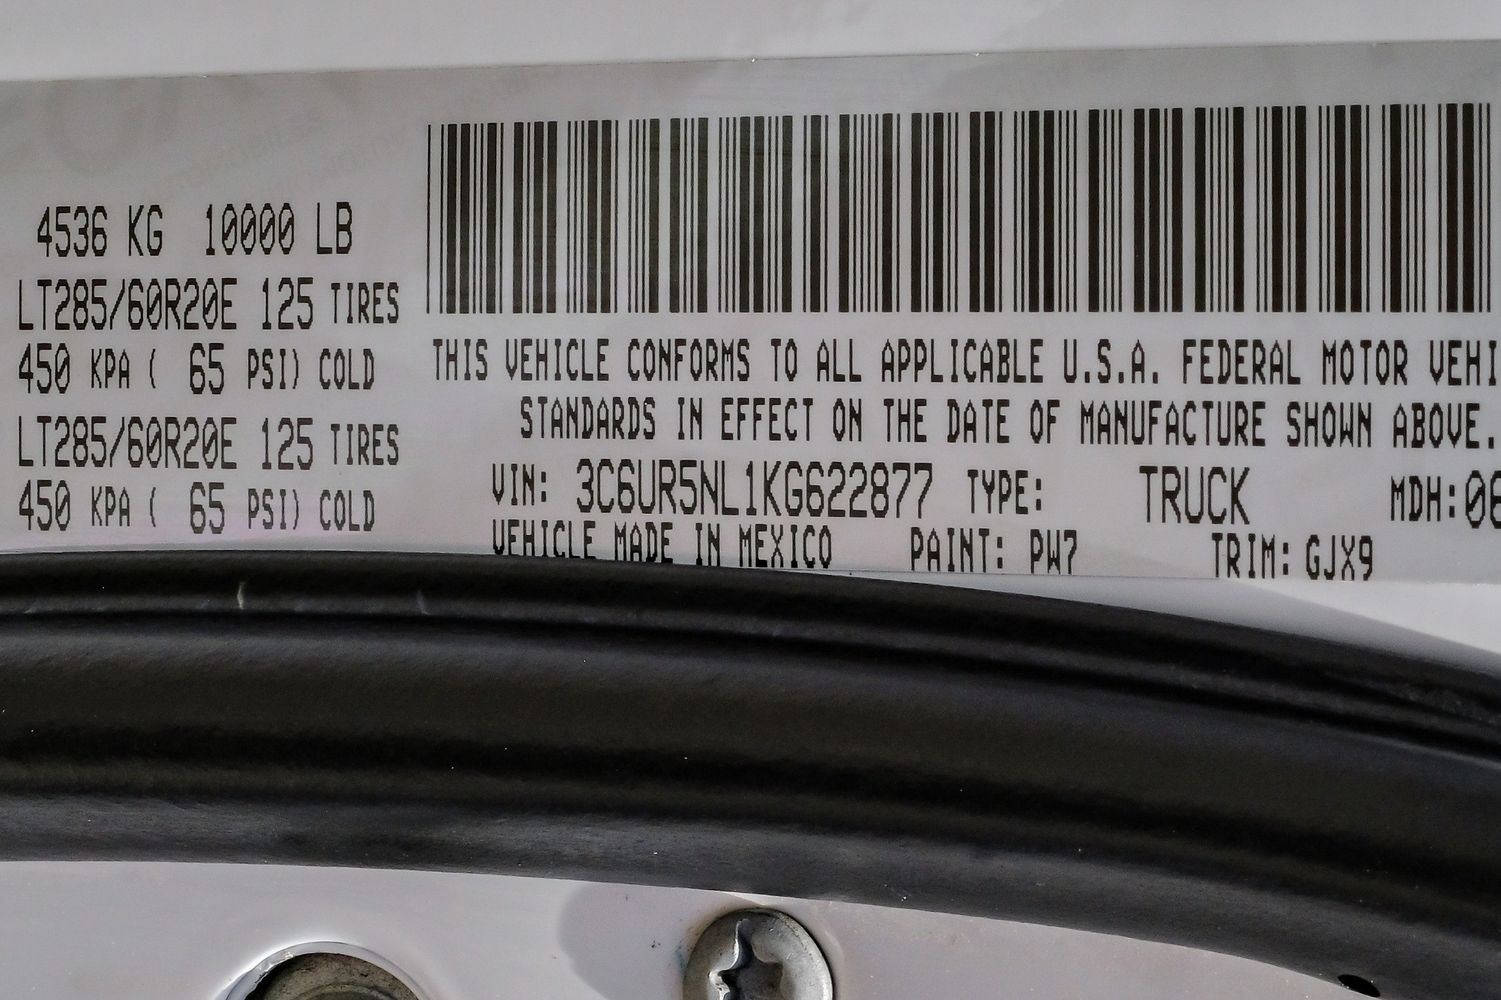 4536 KG 10000 LB
LT285/60R20E 125 TIRES
450 KPA ( 65 PSI) COLD
LT285/60R20E 125 TIRES
450 KPA ( 65 PSI) COLD
THIS VEHICLE CONFORMS TO ALL APPLICABLE U.S.A. FEDERAL MOTOR VEHI
STANDARDS IN EFFECT ON THE DATE OF MANUFACTURE SHOWN ABOVE.
VIN: 3C6UR5NL1KG622877 TYPE: TRUCK MDH:06
VEHICLE MADE IN MEXICO PAINT: PW7 TRIM: GJX9